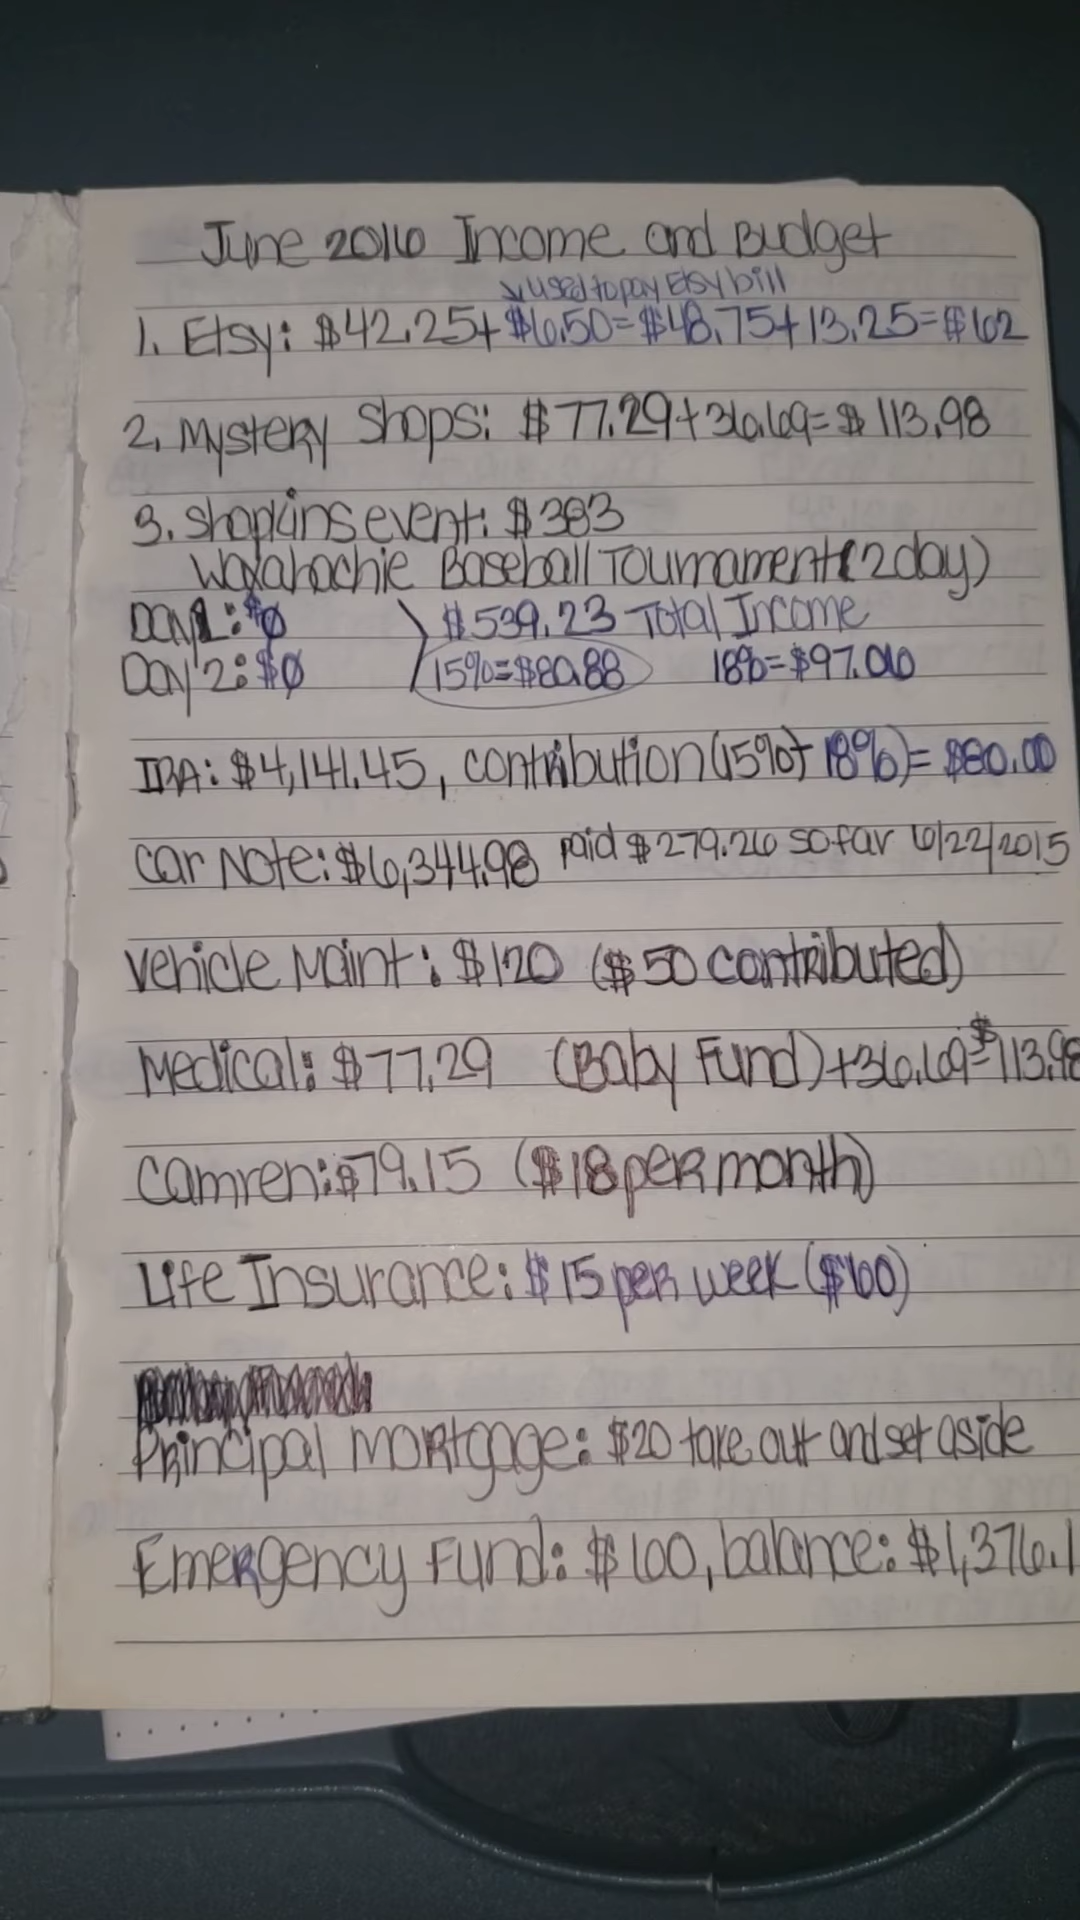 June 2016 Income and Budget
↘used to pay Etsy bill
1. Etsy: $42.25+$6.50=$48.75+13.25=$62
2. Mystery Shops: $77.29+36.69=$113.98
3. Shopkins event: $383
Waxahachie Baseball Tournament (2 day)
Day 1: $0 $539.23 Total Income
Day 2: $0 15%=$80.88 18%=$97.06
IRA: $4,141.45, contribution (15%+18%)=$80.00
Car Note: $6,344.98 paid $279.26 so far 6/22/2015
Vehicle Maint: $120 ($50 contributed)
Medical: $77.29 (Baby Fund)+36.69=$113.98
Camren: $79.15 ($18 per month)
Life Insurance: $15 per week ($60)
Principal mortgage: $20 take out and set aside
Emergency Fund: $100, balance: $1,376.1